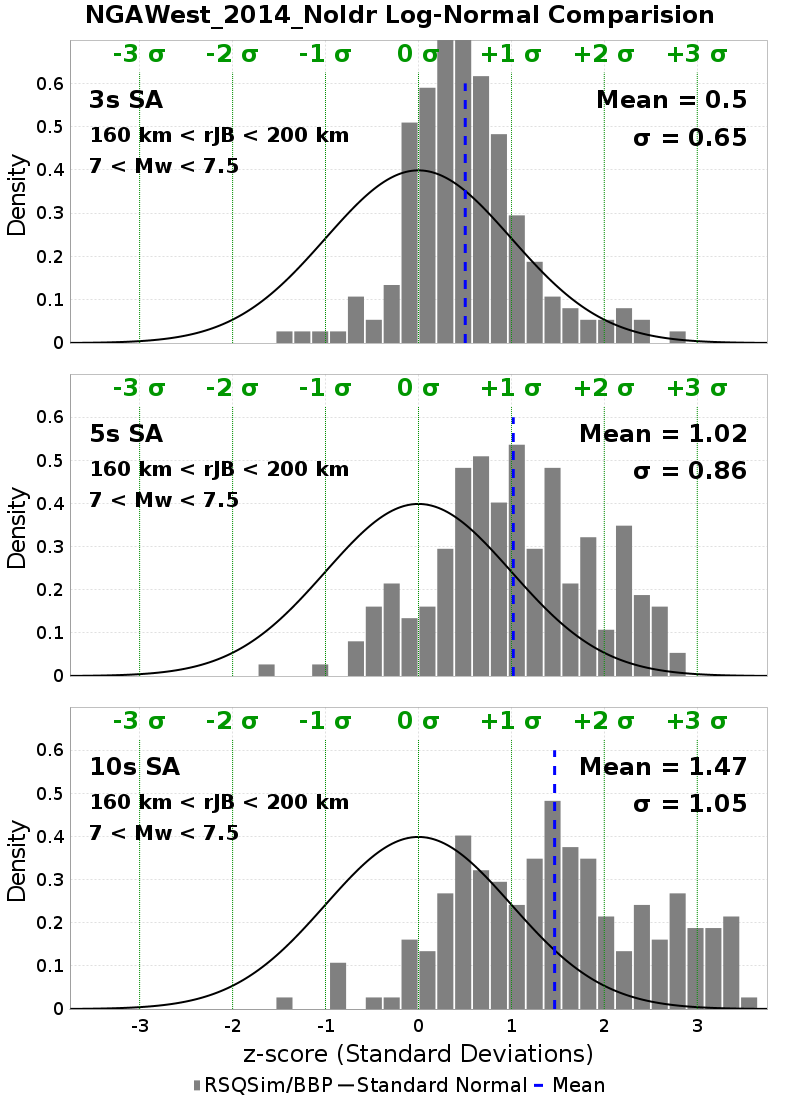 NGAWest_2014_NoIdr Log-Normal Comparision
-3 σ -2 σ -1 σ 0 σ +1 σ +2 σ +3 σ
0.6
3s SA Mean = 0.5
0.5
160 km < rJB < 200 km σ = 0.65
7 < Mw < 7.5
0.4
0.3
0.2
0.1
0
Density
-3 σ -2 σ -1 σ 0 σ +1 σ +2 σ +3 σ
0.6
5s SA Mean = 1.02
0.5
160 km < rJB < 200 km σ = 0.86
7 < Mw < 7.5
0.4
0.3
0.2
0.1
0
Density
-3 σ -2 σ -1 σ 0 σ +1 σ +2 σ +3 σ
0.6
10s SA Mean = 1.47
0.5
160 km < rJB < 200 km σ = 1.05
7 < Mw < 7.5
0.4
0.3
0.2
0.1
0
Density
-3 -2 -1 0 1 2 3
z-score (Standard Deviations)
RSQSim/BBP Standard Normal Mean